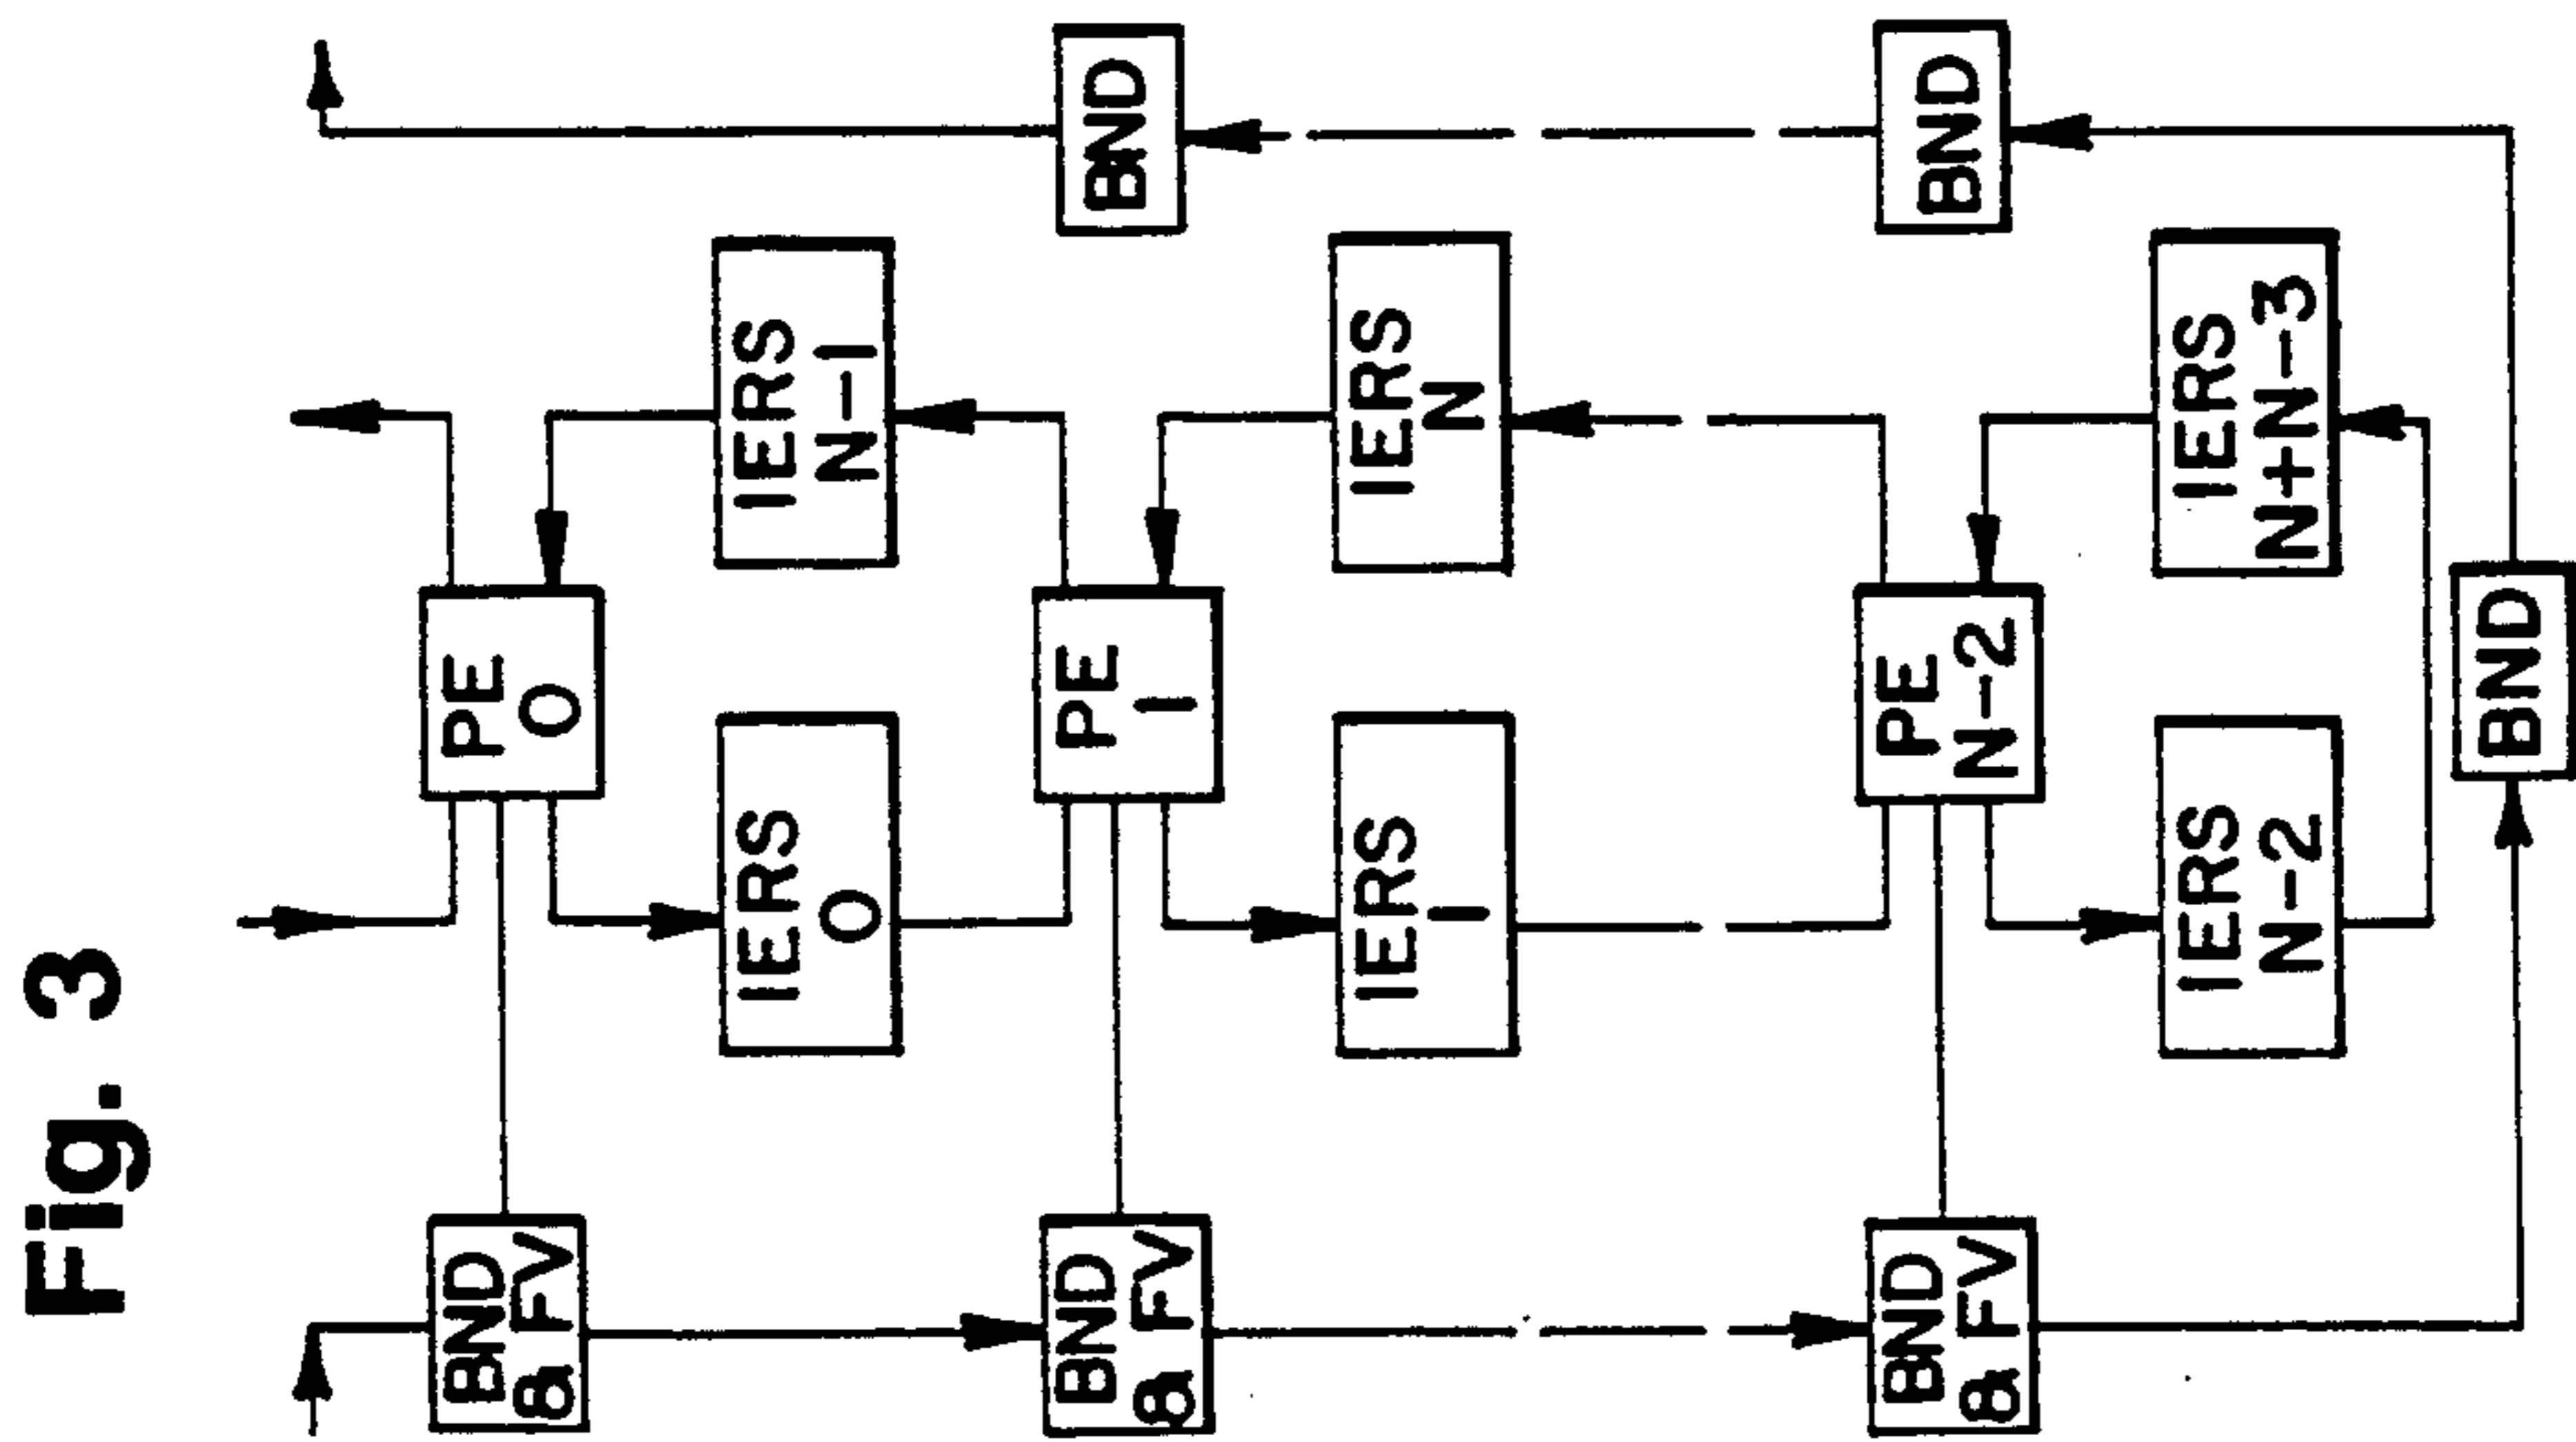 Fig. 3
BND
& FV
PE
0
IERS
0
IERS
N-1
BND
& FV
PE
1
BND
IERS
1
IERS
N
BND
& FV
PE
N-2
BND
IERS
N-2
IERS
N+N-3
BND